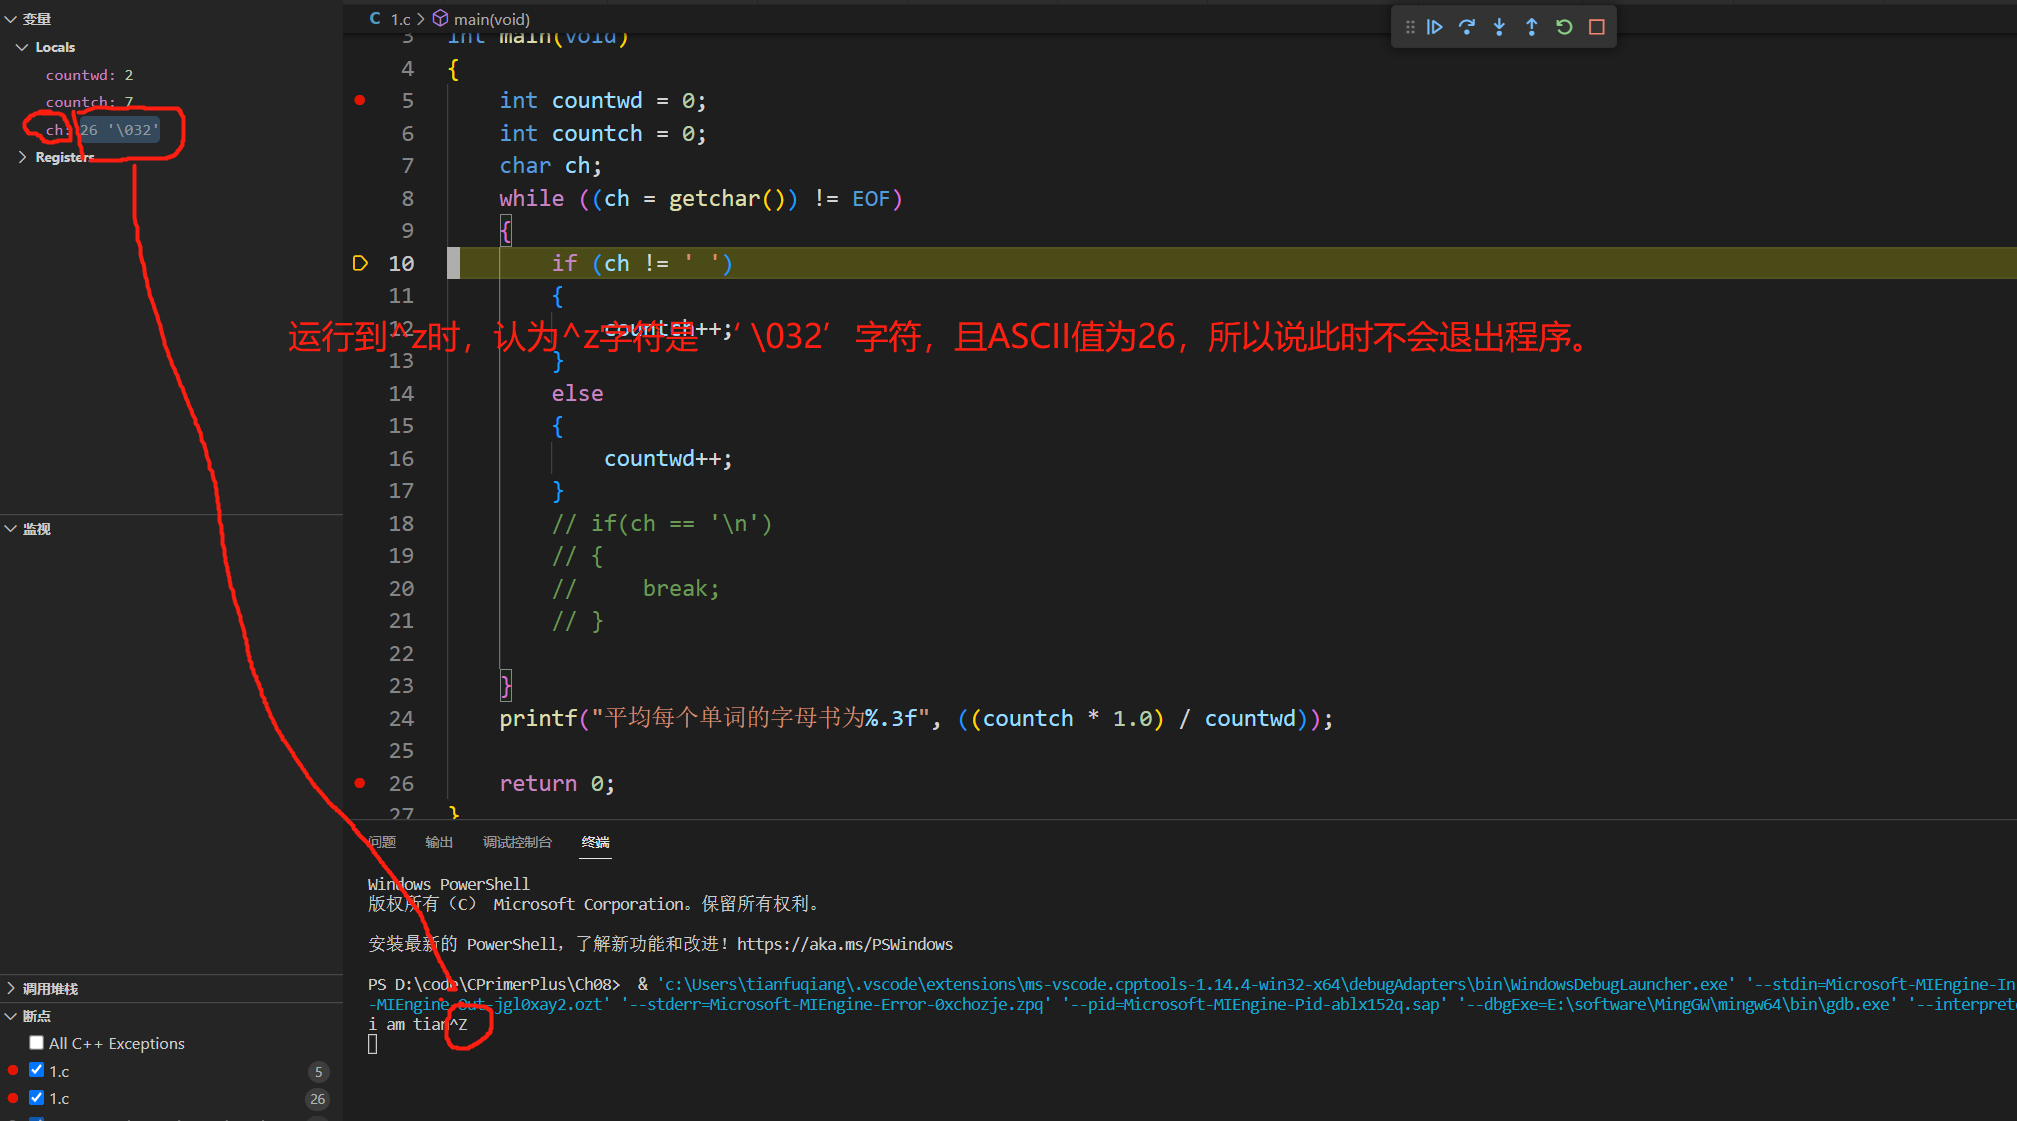 变量
Locals
countwd: 2
countch: 7
ch: 26 '\032'
Registers
监视
调用堆栈
断点
All C++ Exceptions
1.c 5
1.c 26
1.c > main(void)
3 int main(void)
4 {
5 int countwd = 0;
6 int countch = 0;
7 char ch;
8 while ((ch = getchar()) != EOF)
9 {
10 if (ch != ' ')
11 {
12 countch++;
运行到^z时，认为^z字符是‘\032’字符，且ASCII值为26，所以说此时不会退出程序。
13 }
14 else
15 {
16 countwd++;
17 }
18 // if(ch == '\n')
19 // {
20 // break;
21 // }
22
23 }
24 printf("平均每个单词的字母书为%.3f", ((countch * 1.0) / countwd));
25
26 return 0;
27 }
问题 输出 调试控制台 终端
Windows PowerShell
版权所有（C） Microsoft Corporation。保留所有权利。
安装最新的 PowerShell，了解新功能和改进！https://aka.ms/PSWindows
PS D:\code\CPrimerPlus\Ch08> & 'c:\Users\tianfuqiang\.vscode\extensions\ms-vscode.cpptools-1.14.4-win32-x64\debugAdapters\bin\WindowsDebugLauncher.exe' '--stdin=Microsoft-MIEngine-In
-MIEngine-Out-jgl0xay2.ozt' '--stderr=Microsoft-MIEngine-Error-0xchozje.zpq' '--pid=Microsoft-MIEngine-Pid-ablx152q.sap' '--dbgExe=E:\software\MingGW\mingw64\bin\gdb.exe' '--interpret
i am tian^Z